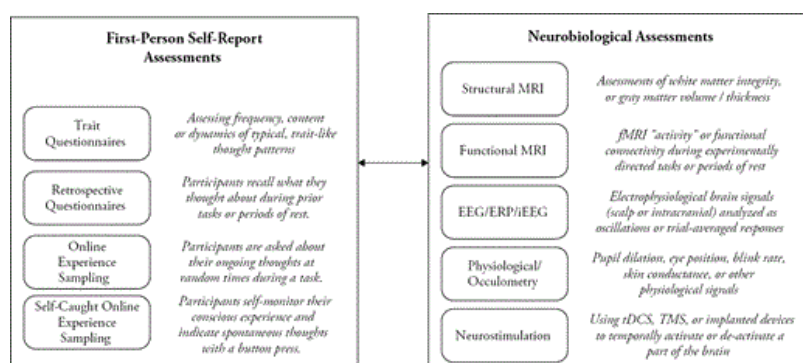 First-Person Self-Report
Assessments
Trait
Questionnaires
Assessing frequency, content
or dynamics of typical, trait-like
thought patterns
Retrospective
Questionnaires
Participants recall what they
thought about during prior
tasks or periods of rest.
Online
Experience
Sampling
Participants are asked about
their ongoing thoughts at
random times during a task.
Self-Caught Online
Experience
Sampling
Participants self-monitor their
conscious experience and
indicate spontaneous thoughts
with a button press.
Neurobiological Assessments
Structural MRI
Assessments of white matter integrity,
or gray matter volume / thickness
Functional MRI
fMRI "activity" or functional
connectivity during experimentally
directed tasks or periods of rest
EEG/ERP/iEEG
Electrophysiological brain signals
(scalp or intracranial) analyzed as
oscillations or trial-averaged responses
Physiological/
Occulometry
Pupil dilation, eye position, blink rate,
skin conductance, or other
physiological signals
Neurostimulation
Using tDCS, TMS, or implanted devices
to temporally activate or de-activate a
part of the brain